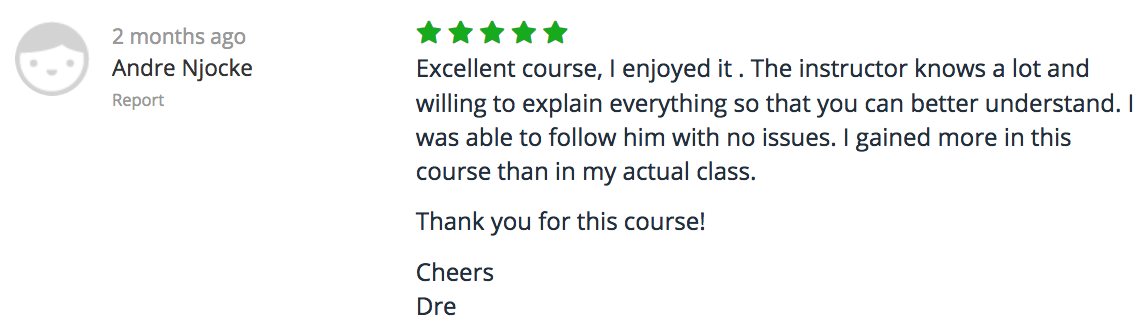 2 months ago
Andre Njocke
Report
Excellent course, I enjoyed it . The instructor knows a lot and
willing to explain everything so that you can better understand. I
was able to follow him with no issues. I gained more in this
course than in my actual class.
Thank you for this course!
Cheers
Dre